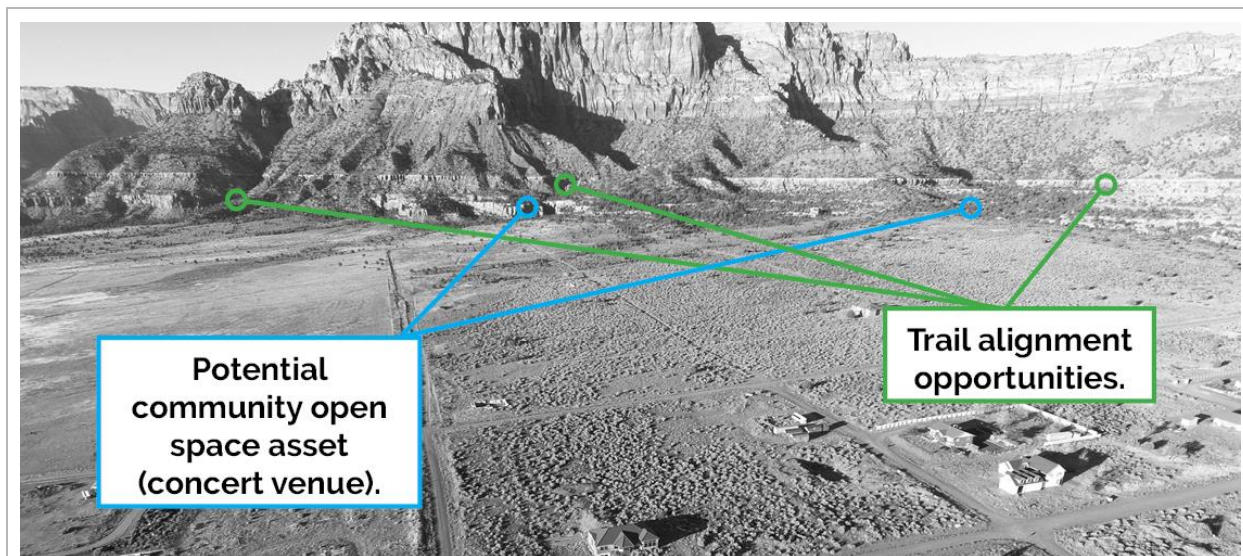 Potential
community open
space asset
(concert venue).
Trail alignment
opportunities.